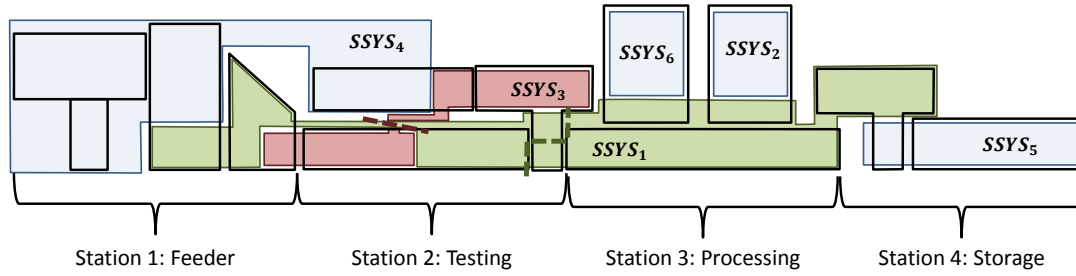 SSYS₄
SSYS₆
SSYS₂
SSYS₃
SSYS₁
SSYS₅
Station 1: Feeder
Station 2: Testing
Station 3: Processing
Station 4: Storage